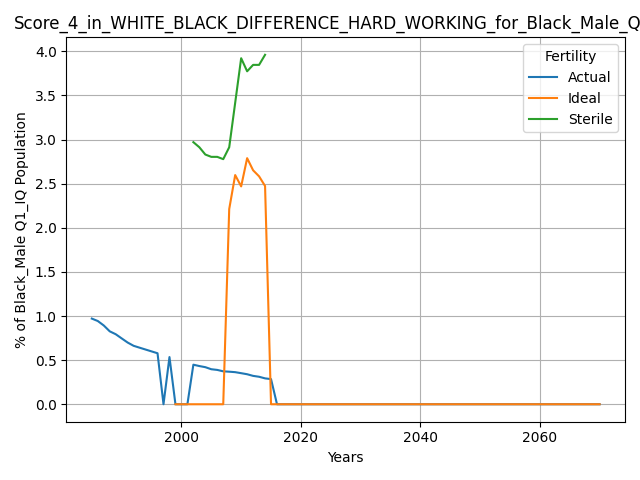 Score_4_in_WHITE_BLACK_DIFFERENCE_HARD_WORKING_for_Black_Male_Q
Fertility
Actual
Ideal
Sterile
% of Black_Male Q1_IQ Population
4.0
3.5
3.0
2.5
2.0
1.5
1.0
0.5
0.0
2000 2020 2040 2060
Years